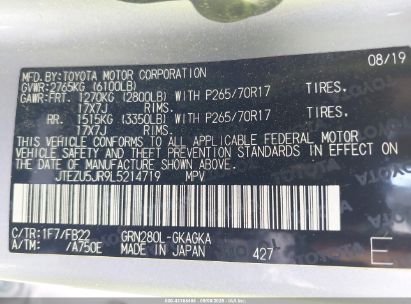 MFD. BY: TOYOTA MOTOR CORPORATION 08/19
GVWR: 2765KG (6100LB)
GAWR: FRT. 1270KG (2800LB) WITH P265/70R17 TIRES.
17X7J RIMS.
RR. 1515KG (3350LB) WITH P265/70R17 TIRES.
17X7J RIMS.
THIS VEHICLE CONFORMS TO ALL APPLICABLE FEDERAL MOTOR
VEHICLE SAFETY STANDARDS IN EFFECT ON THE
DATE OF MANUFACTURE SHOWN ABOVE.
JTEZU5JR9L5214719 MPV
C/TR: 1F7/FB22 GRN280L-GKAGKA
A/TM: /A750E MADE IN JAPAN 427 E